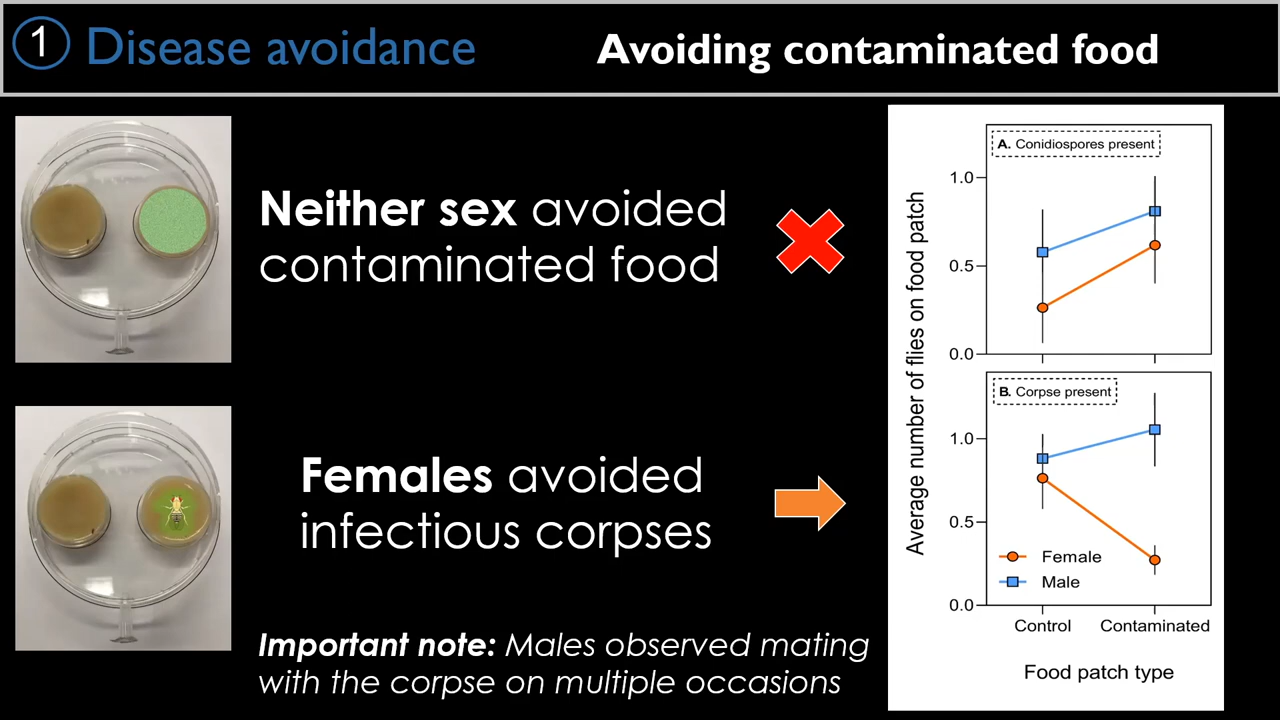 1 Disease avoidance
Avoiding contaminated food
Neither sex avoided
contaminated food
Females avoided
infectious corpses
Important note: Males observed mating
with the corpse on multiple occasions
Average number of flies on food patch
A. Conidiospores present
1.0
0.5
0.0
B. Corpse present
1.0
0.5
0.0
Female
Male
Control Contaminated
Food patch type